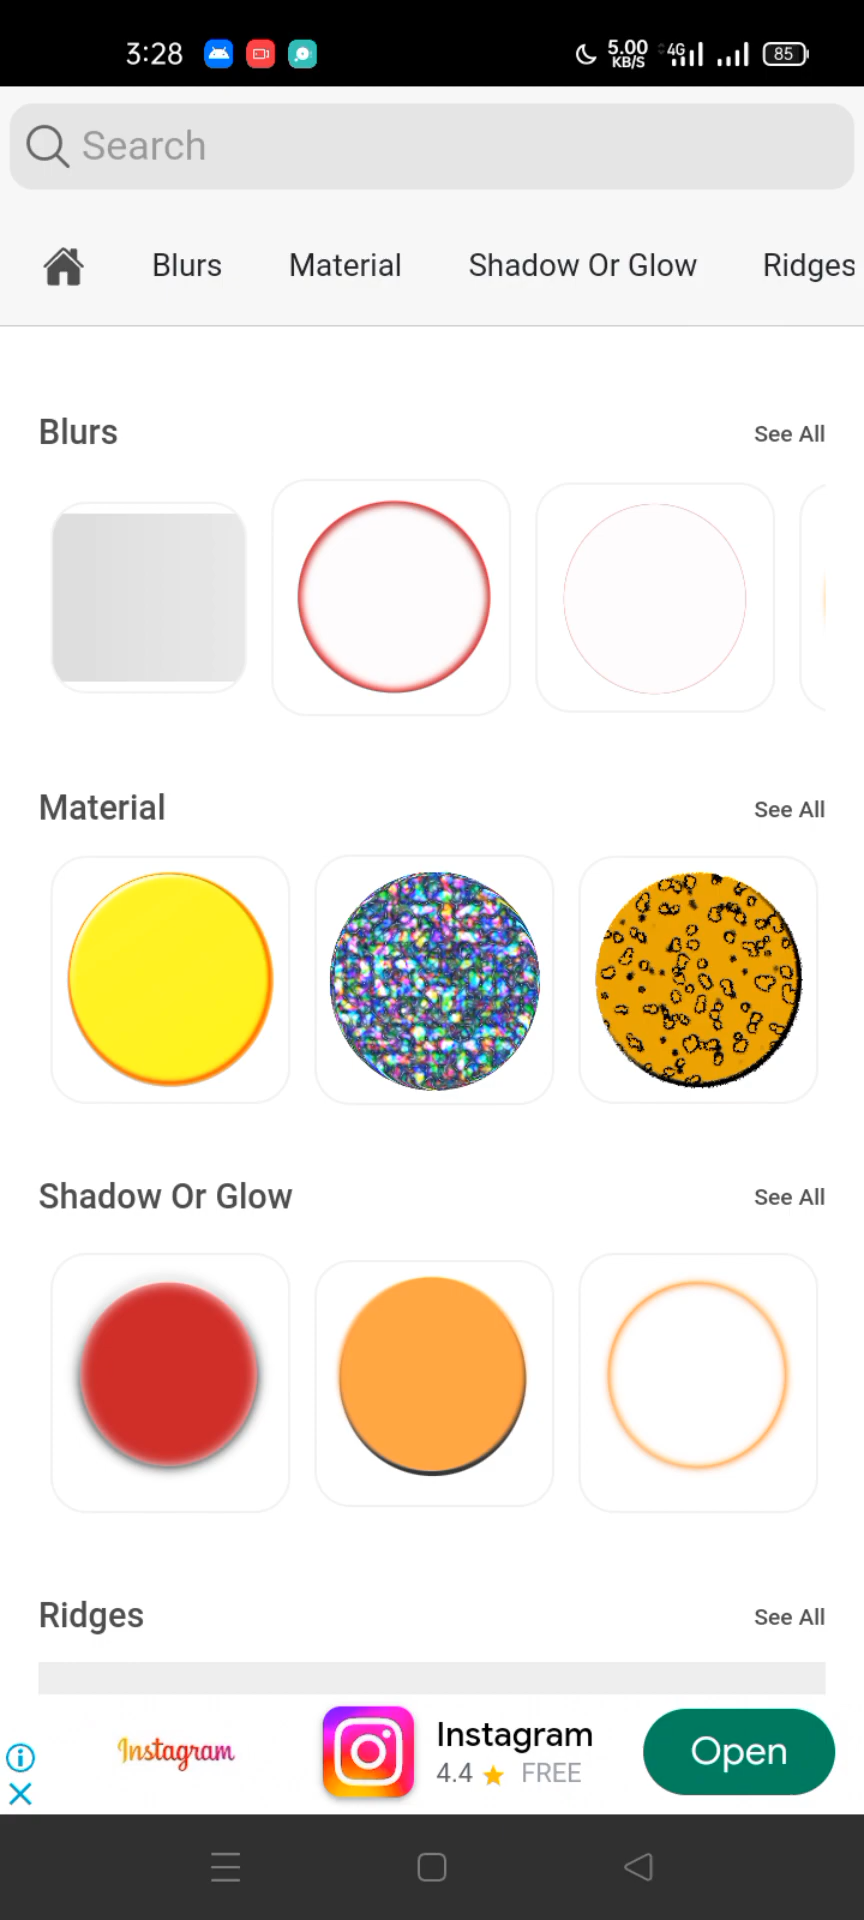 3:28 5.00 KB/S 4G 85
Search
Blurs Material Shadow Or Glow Ridges
Blurs See All
Material See All
Shadow Or Glow See All
Ridges See All
Instagram Instagram Open
4.4 FREE